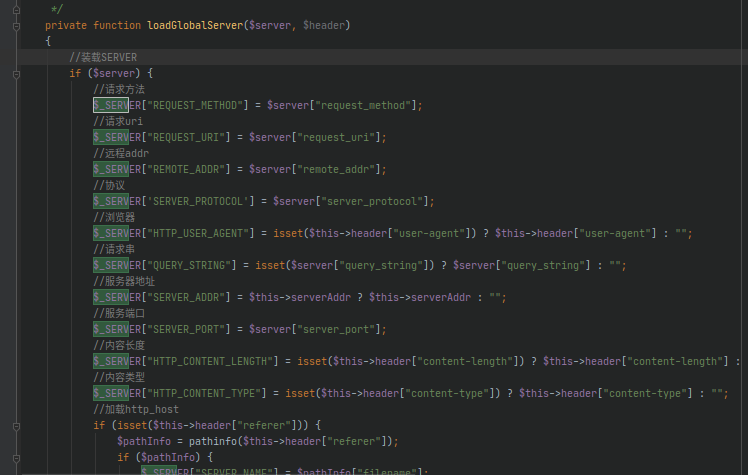 */
private function loadGlobalServer($server, $header)
{
//装载SERVER
if ($server) {
//请求方法
$_SERVER["REQUEST_METHOD"] = $server["request_method"];
//请求uri
$_SERVER["REQUEST_URI"] = $server["request_uri"];
//远程addr
$_SERVER["REMOTE_ADDR"] = $server["remote_addr"];
//协议
$_SERVER['SERVER_PROTOCOL'] = $server["server_protocol"];
//浏览器
$_SERVER["HTTP_USER_AGENT"] = isset($this->header["user-agent"]) ? $this->header["user-agent"] : "";
//请求串
$_SERVER["QUERY_STRING"] = isset($server["query_string"]) ? $server["query_string"] : "";
//服务器地址
$_SERVER["SERVER_ADDR"] = $this->serverAddr ? $this->serverAddr : "";
//服务端口
$_SERVER["SERVER_PORT"] = $server["server_port"];
//内容长度
$_SERVER["HTTP_CONTENT_LENGTH"] = isset($this->header["content-length"]) ? $this->header["content-length"] :
//内容类型
$_SERVER["HTTP_CONTENT_TYPE"] = isset($this->header["content-type"]) ? $this->header["content-type"] : "";
//加载http_host
if (isset($this->header["referer"])) {
$pathInfo = pathinfo($this->header["referer"]);
if ($pathInfo) {
$_SERVER["SERVER_NAME"] = $pathInfo["filename"];